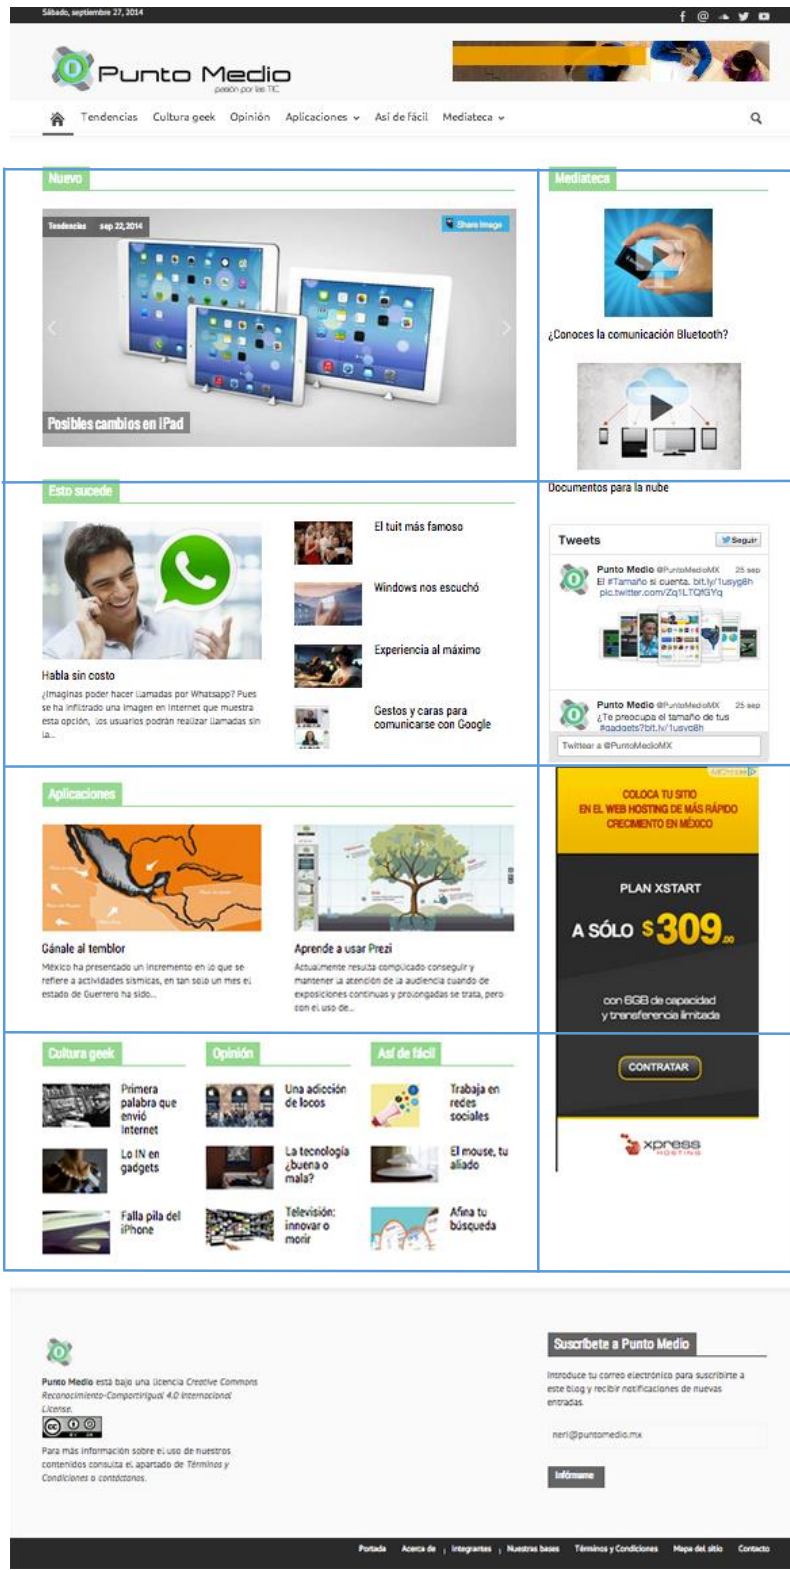 Sábado, septiembre 27, 2014
Punto Medio
pasión por las TIC
Tendencias Cultura geek Opinión Aplicaciones Así de fácil Mediateca
Nuevo
Tendencias sep 22, 2014
Share Image
Posibles cambios en iPad
Mediateca
¿Conoces la comunicación Bluetooth?
Documentos para la nube
Esto sucede
Habla sin costo
¿Imaginas poder hacer llamadas por Whatsapp? Pues
se ha infiltrado una imagen en Internet que muestra
esta opción, los usuarios podrán realizar llamadas sin
la...
El tuit más famoso
Windows nos escuchó
Experiencia al máximo
Gestos y caras para
comunicarse con Google
Tweets
Seguir
Punto Medio @PuntoMedioMX 25 sep
El #Tamaño si cuenta. bit.ly/1usyg8h
pic.twitter.com/Zq1LTQfGYq
Punto Medio @PuntoMedioMX 25 sep
¿Te preocupa el tamaño de tus
#gadgets?bit.ly/1usyg8h
Twittear a @PuntoMedioMX
Aplicaciones
Gánale al temblor
México ha presentado un incremento en lo que se
refiere a actividades sísmicas, en tan solo un mes el
estado de Guerrero ha sido...
Aprende a usar Prezi
Actualmente resulta complicado conseguir y
mantener la atención de la audiencia cuando de
exposiciones continuas y prolongadas se trata, pero
con el uso de...
COLOCA TU SITIO
EN EL WEB HOSTING DE MÁS RÁPIDO
CRECIMIENTO EN MÉXICO
PLAN XSTART
A SÓLO $309.00
con 6GB de capacidad
y transferencia ilimitada
CONTRATAR
xpress
HOSTING
Cultura geek
Primera
palabra que
envió
Internet
Lo IN en
gadgets
Falla pila del
iPhone
Opinión
Una adicción
de locos
La tecnología
¿buena o
mala?
Televisión:
innovar o
morir
Así de fácil
Trabaja en
redes
sociales
El mouse, tu
aliado
Afina tu
búsqueda
Punto Medio está bajo una licencia Creative Commons
Reconocimiento-CompartirIgual 4.0 Internacional
License.
cc
BY SA
Para más información sobre el uso de nuestros
contenidos consulta el apartado de Términos y
Condiciones o contáctanos.
Suscríbete a Punto Medio
Introduce tu correo electrónico para suscribirte a
este blog y recibir notificaciones de nuevas
entradas.
neri@puntomedio.mx
Infórmame
Portada Acerca de | Integrantes | Nuestras bases Términos y Condiciones Mapa del sitio Contacto